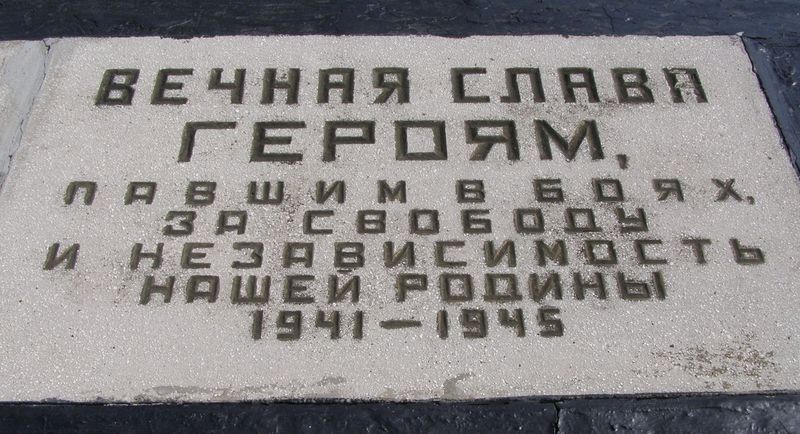 ВЕЧНАЯ СЛАВА
ГЕРОЯМ,
ПАВШИМ В БОЯХ,
ЗА СВОБОДУ
И НЕЗАВИСИМОСТЬ
НАШЕЙ РОДИНЫ
1941—1945